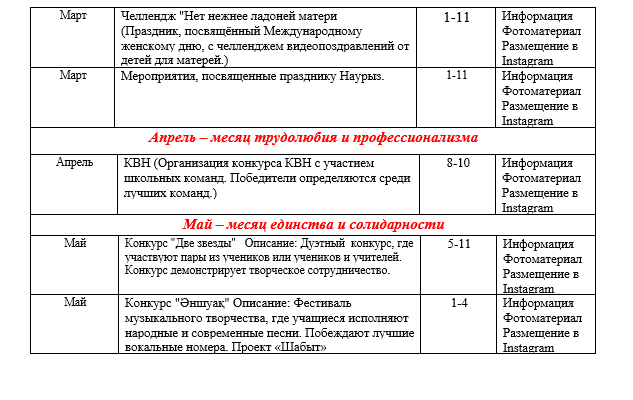 Март
Челлендж "Нет нежнее ладоней матери
(Праздник, посвящённый Международному
женскому дню, с челленджем видеопоздравлений от
детей для матерей.)
1-11
Информация
Фотоматериал
Размещение в
Instagram
Март
Мероприятия, посвященные празднику Наурыз.
1-11
Информация
Фотоматериал
Размещение в
Instagram
Апрель – месяц трудолюбия и профессионализма
Апрель
КВН (Организация конкурса КВН с участием
школьных команд. Победители определяются среди
лучших команд.)
8-10
Информация
Фотоматериал
Размещение в
Instagram
Май – месяц единства и солидарности
Май
Конкурс "Две звезды" Описание: Дуэтный конкурс, где
участвуют пары из учеников или учеников и учителей.
Конкурс демонстрирует творческое сотрудничество.
5-11
Информация
Фотоматериал
Размещение в
Instagram
Май
Конкурс "Әншуақ" Описание: Фестиваль
музыкального творчества, где учащиеся исполняют
народные и современные песни. Побеждают лучшие
вокальные номера. Проект «Шабыт»
1-4
Информация
Фотоматериал
Размещение в
Instagram